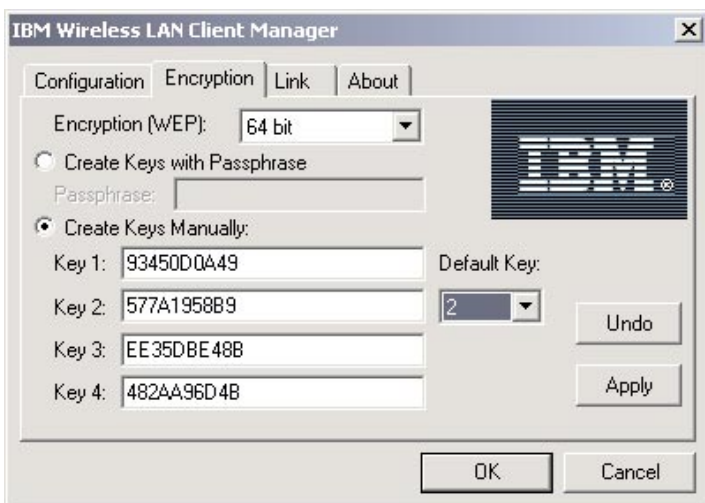 IBM Wireless LAN Client Manager
Configuration Encryption Link About
Encryption (WEP): 64 bit
Create Keys with Passphrase
Passphrase:
IBM®
Create Keys Manually:
Key 1: 93450D0A49
Default Key:
Key 2: 577A1958B9
2
Undo
Key 3: EE35DBE48B
Key 4: 482AA96D4B
Apply
OK Cancel